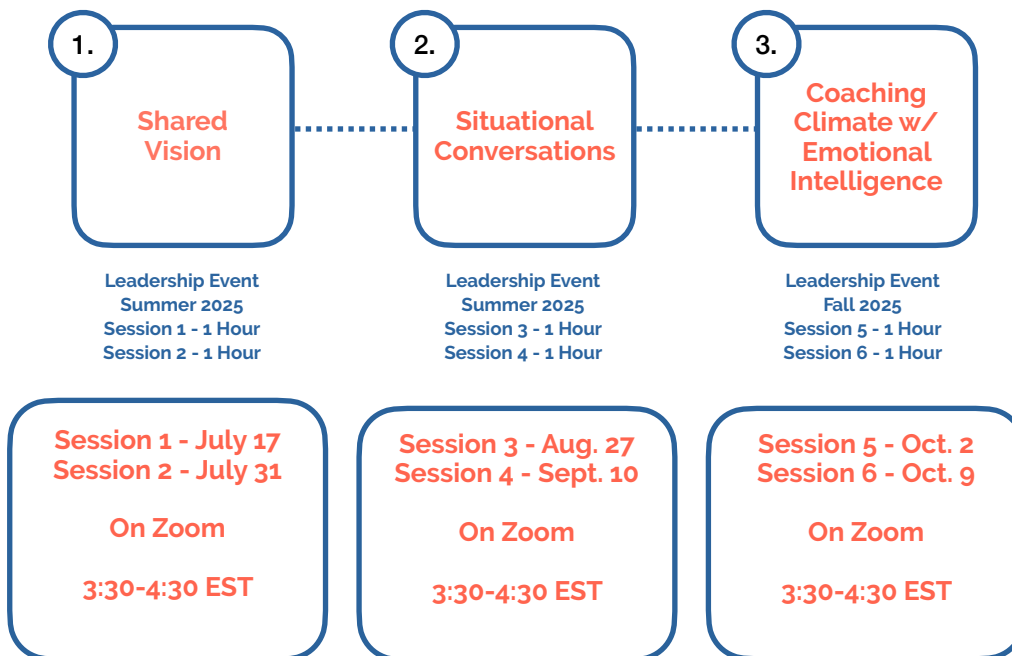 1.
Shared
Vision
2.
Situational
Conversations
3.
Coaching
Climate w/
Emotional
Intelligence
Leadership Event
Summer 2025
Session 1 - 1 Hour
Session 2 - 1 Hour
Leadership Event
Summer 2025
Session 3 - 1 Hour
Session 4 - 1 Hour
Leadership Event
Fall 2025
Session 5 - 1 Hour
Session 6 - 1 Hour
Session 1 - July 17
Session 2 - July 31
On Zoom
3:30-4:30 EST
Session 3 - Aug. 27
Session 4 - Sept. 10
On Zoom
3:30-4:30 EST
Session 5 - Oct. 2
Session 6 - Oct. 9
On Zoom
3:30-4:30 EST